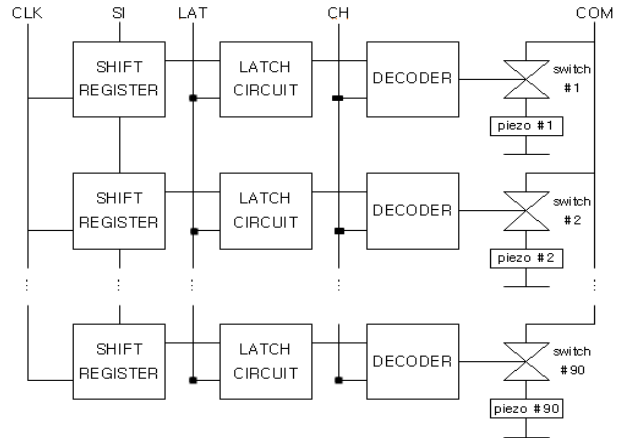 CLK SI LAT CH COM
SHIFT REGISTER
LATCH CIRCUIT
DECODER
switch #1
piezo #1
SHIFT REGISTER
LATCH CIRCUIT
DECODER
switch #2
piezo #2
SHIFT REGISTER
LATCH CIRCUIT
DECODER
switch #90
piezo #90